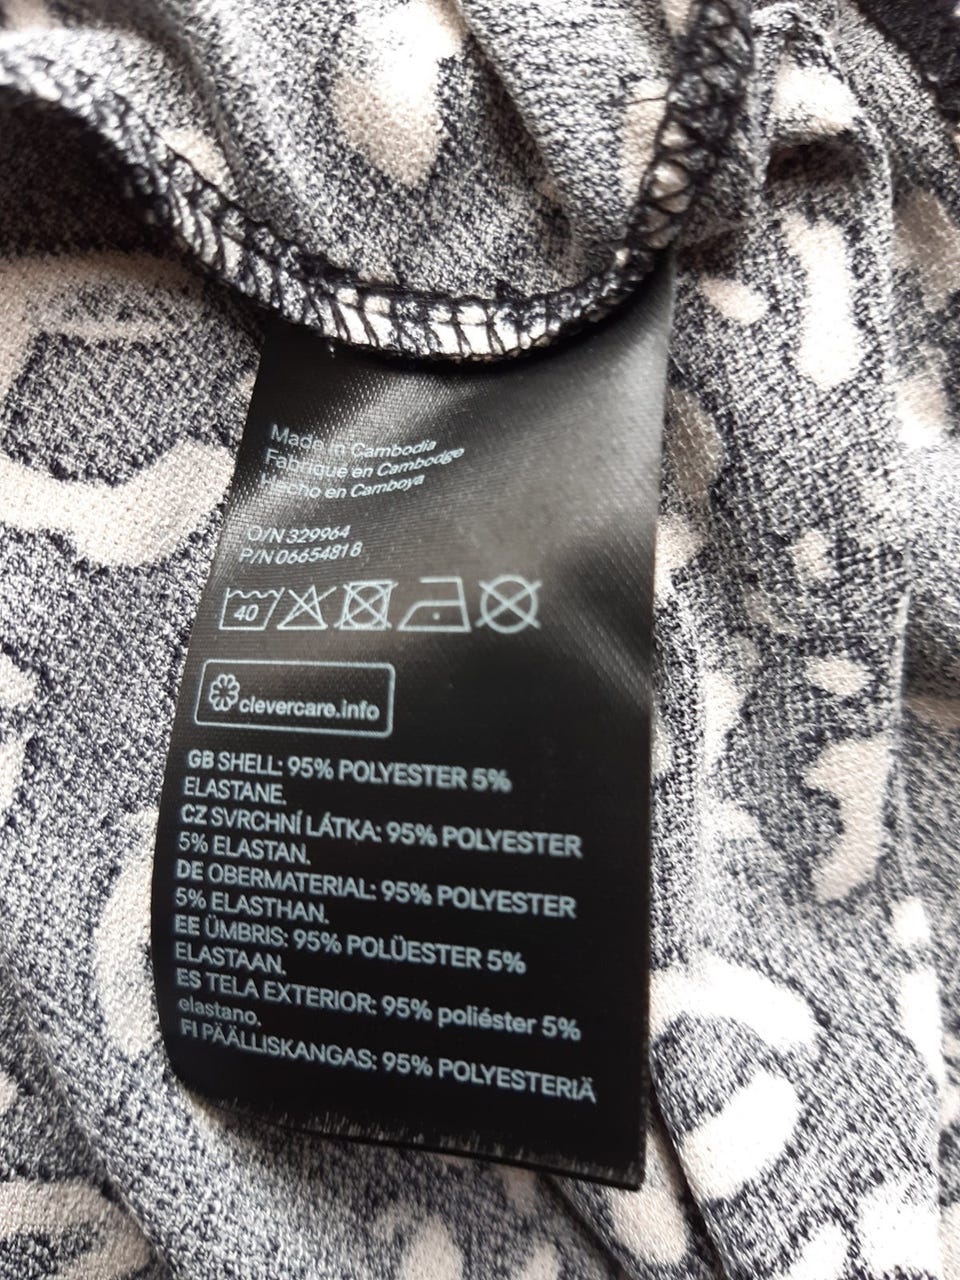 Made in Cambodia
Fabriqué en Cambodge
Hecho en Camboya
O/N 329964
P/N 06654818
40
clevercare.info
GB SHELL: 95% POLYESTER 5%
ELASTANE.
CZ SVRCHNÍ LÁTKA: 95% POLYESTER
5% ELASTAN.
DE OBERMATERIAL: 95% POLYESTER
5% ELASTHAN.
EE ÜMBRIS: 95% POLÜESTER 5%
ELASTAAN.
ES TELA EXTERIOR: 95% poliéster 5%
elastano.
FI PÄÄLLISKANGAS: 95% POLYESTERIÄ